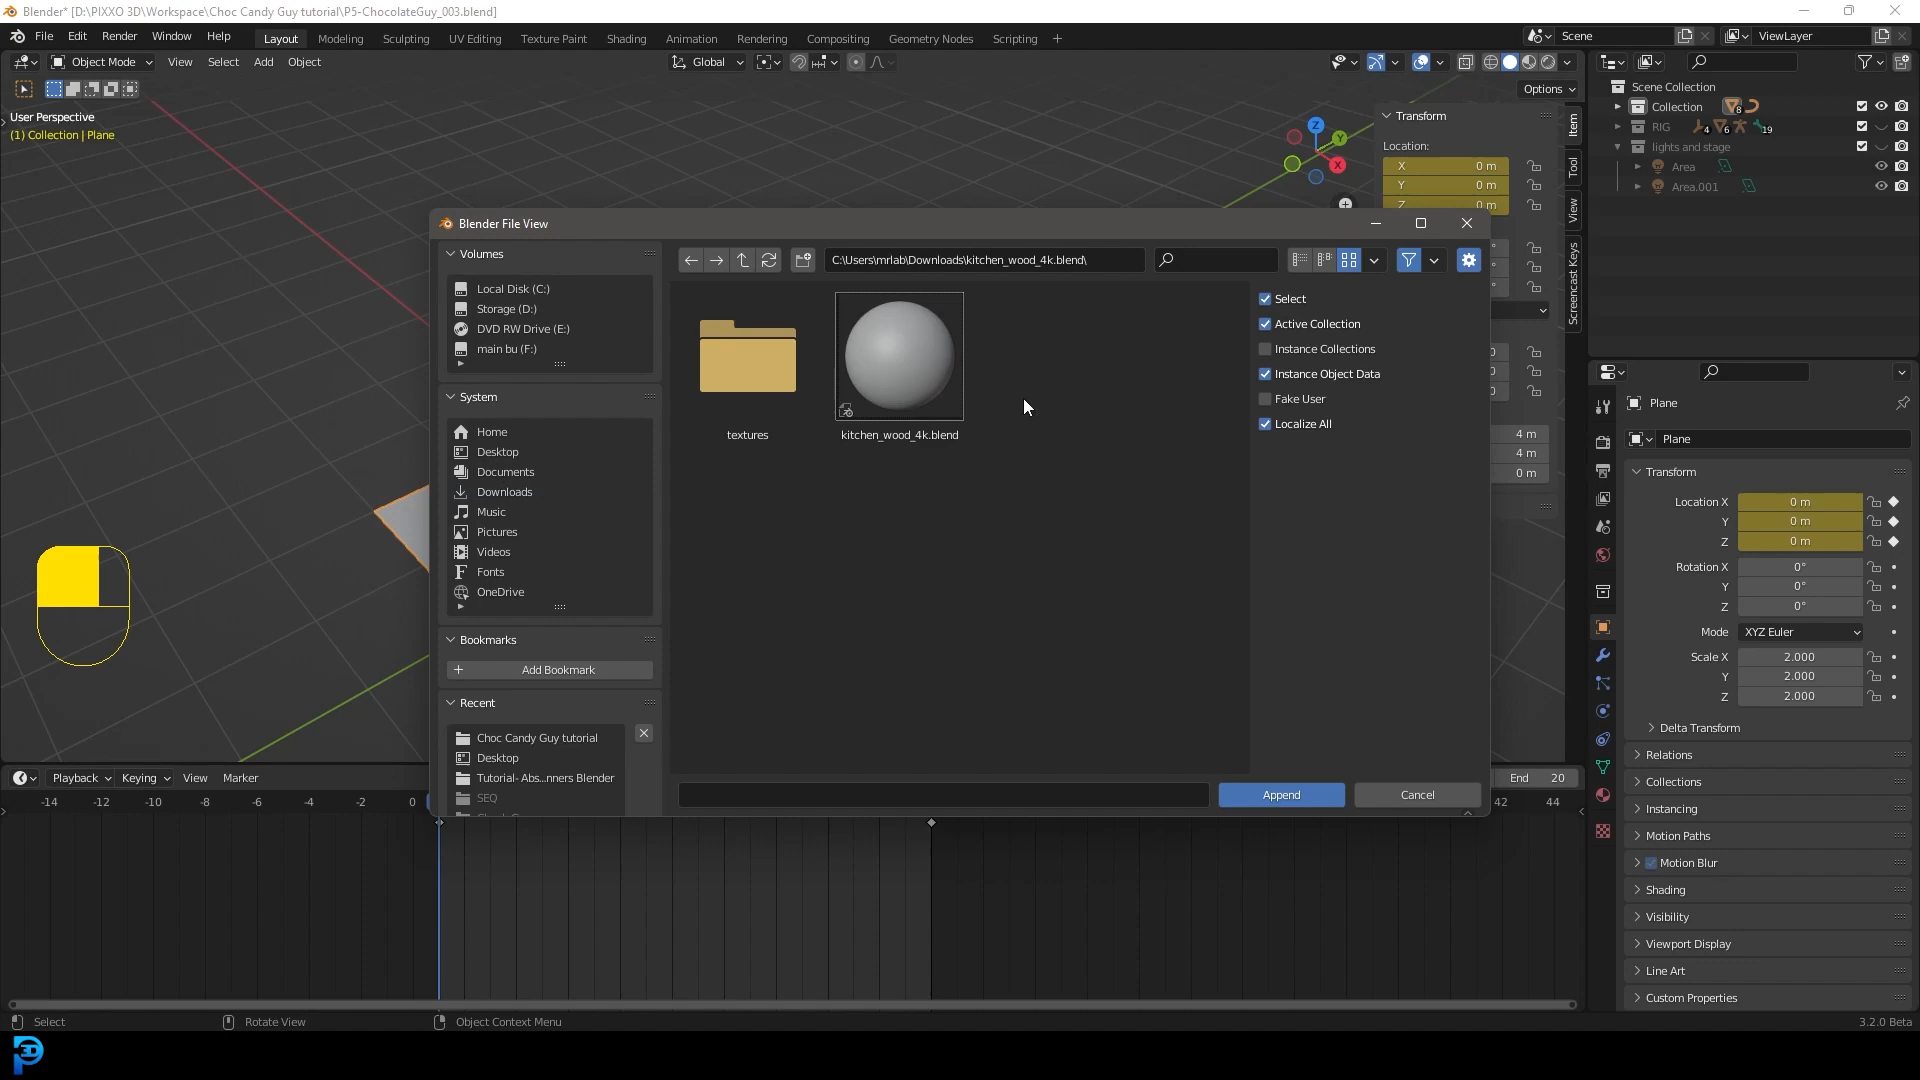 Blender* [D:\PIXXO 3D\Workspace\Choc Candy Guy tutorial\P5-ChocolateGuy_003.blend]
File Edit Render Window Help Layout Modeling Sculpting UV Editing Texture Paint Shading Animation Rendering Compositing Geometry Nodes Scripting + Scene ViewLayer
Object Mode View Select Add Object Global
Options
User Perspective
(1) Collection | Plane
Z
Y
X
Transform
Location:
X 0 m
Y 0 m
Z 0 m
4 m
4 m
0 m
Item
Tool
View
Screencast Keys
Scene Collection
Collection 8
RIG 4 6 19
lights and stage
Area
Area.001
Blender File View
Volumes
Local Disk (C:)
Storage (D:)
DVD RW Drive (E:)
main bu (F:)
System
Home
Desktop
Documents
Downloads
Music
Pictures
Videos
Fonts
OneDrive
Bookmarks
+ Add Bookmark
Recent
Choc Candy Guy tutorial
Desktop
Tutorial- Abs...nners Blender
SEQ
C:\Users\mrlab\Downloads\kitchen_wood_4k.blend\
textures
kitchen_wood_4k.blend
Select
Active Collection
Instance Collections
Instance Object Data
Fake User
Localize All
Append
Cancel
Plane
Plane
Transform
Location X 0 m
Y 0 m
Z 0 m
Rotation X 0°
Y 0°
Z 0°
Mode XYZ Euler
Scale X 2.000
Y 2.000
Z 2.000
Delta Transform
Relations
Collections
Instancing
Motion Paths
Motion Blur
Shading
Visibility
Viewport Display
Line Art
Custom Properties
Playback Keying View Marker
End 20
-14 -12 -10 -8 -6 -4 -2 0 42 44
Select Rotate View Object Context Menu
3.2.0 Beta
3D